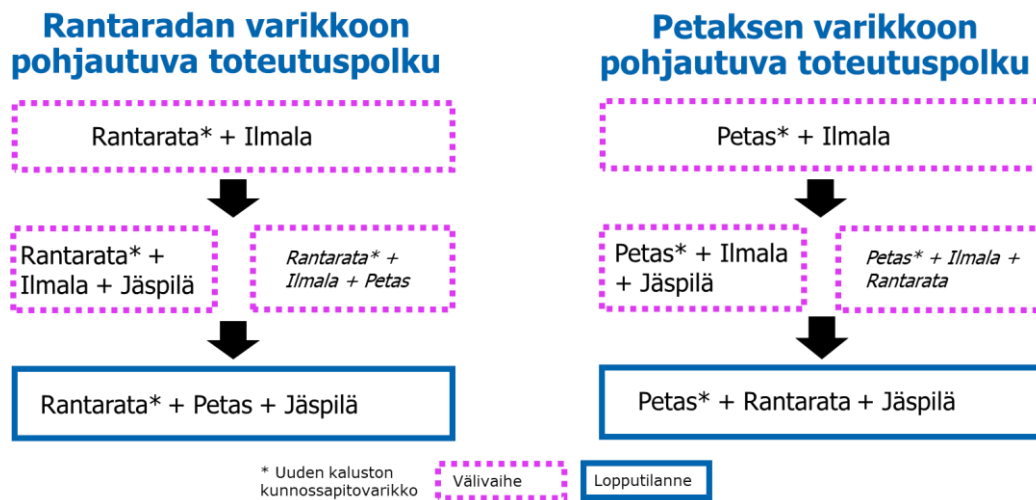 Rantaradan varikkoon
pohjautuva toteutuspolku
Rantarata* + Ilmala
Rantarata* +
Ilmala + Jäspilä
Rantarata* +
Ilmala + Petas
Rantarata* + Petas + Jäspilä
Petaksen varikkoon
pohjautuva toteutuspolku
Petas* + Ilmala
Petas* + Ilmala
+ Jäspilä
Petas* + Ilmala +
Rantarata
Petas* + Rantarata + Jäspilä
* Uuden kaluston
kunnossapitovarikko
Välivaihe
Lopputilanne